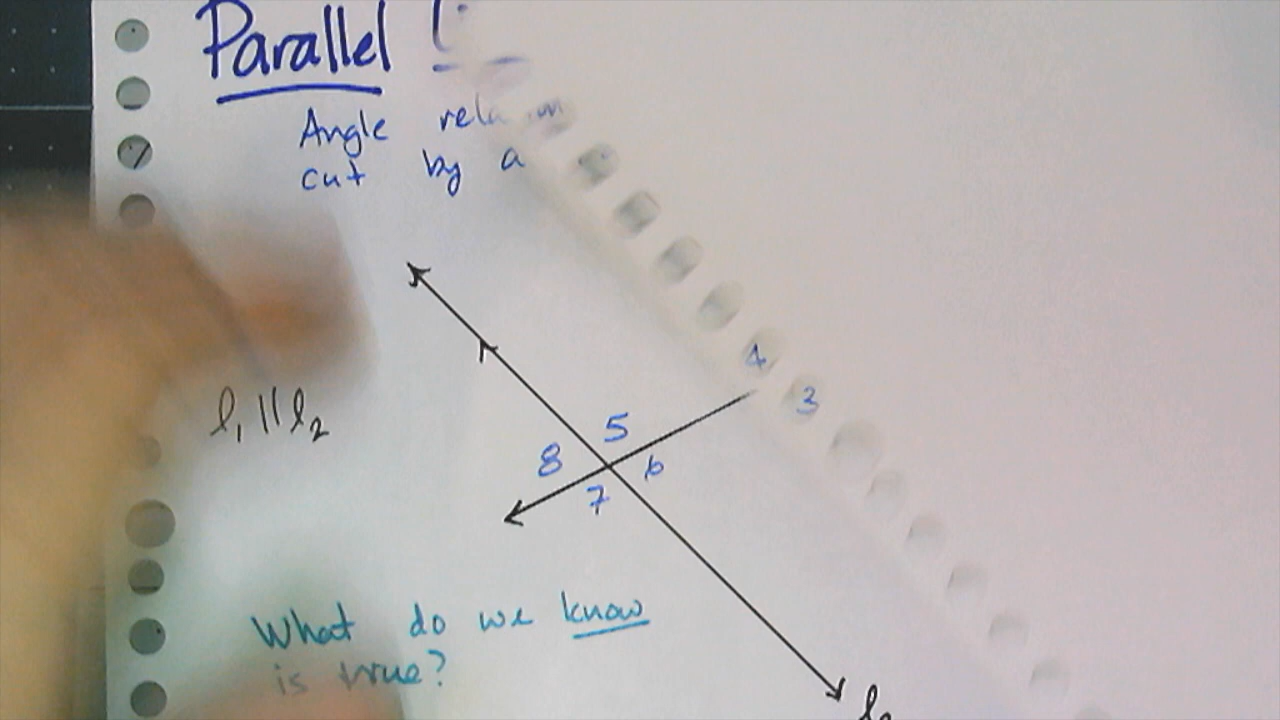 Parallel
Angle
cut by a
4
3
l₁ || l₂
5
8
6
7
What do we know
is true?